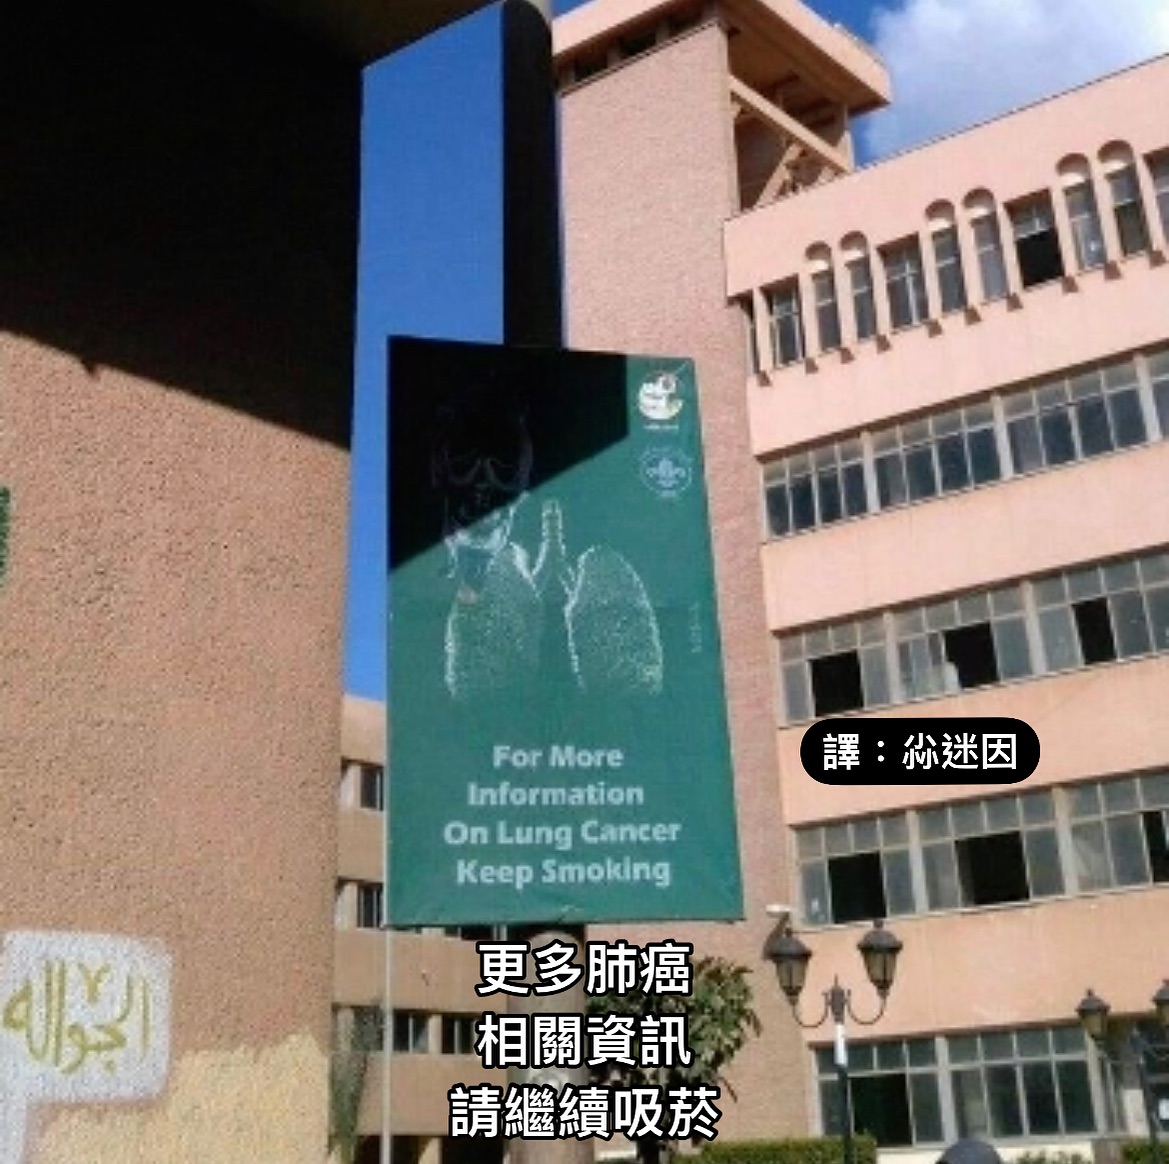 For More
Information
On Lung Cancer
Keep Smoking
譯：尛迷因
更多肺癌
相關資訊
請繼續吸菸
الجواله